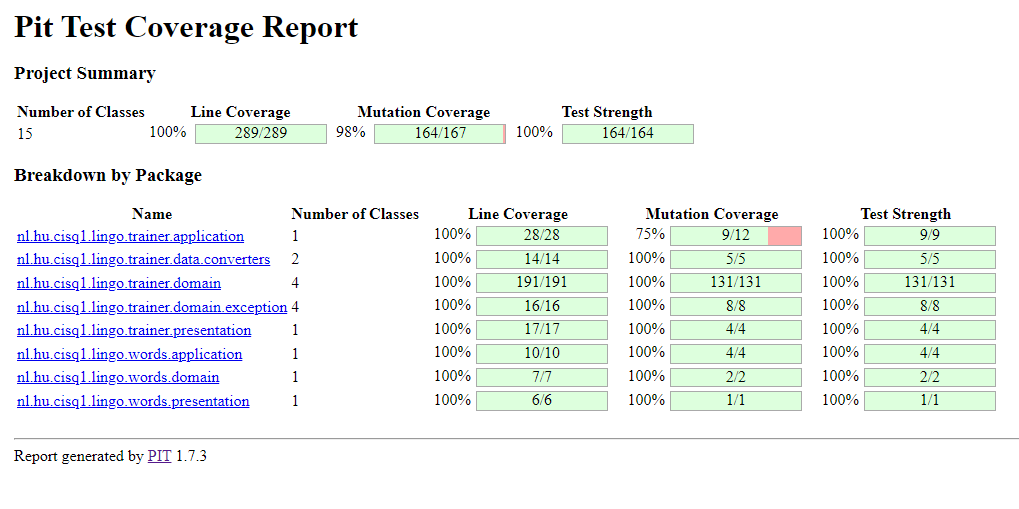 Pit Test Coverage Report
Project Summary
Number of Classes Line Coverage Mutation Coverage Test Strength
15 100% 289/289 98% 164/167 100% 164/164
Breakdown by Package
Name Number of Classes Line Coverage Mutation Coverage Test Strength
nl.hu.cisq1.lingo.trainer.application 1 100% 28/28 75% 9/12 100% 9/9
nl.hu.cisq1.lingo.trainer.data.converters 2 100% 14/14 100% 5/5 100% 5/5
nl.hu.cisq1.lingo.trainer.domain 4 100% 191/191 100% 131/131 100% 131/131
nl.hu.cisq1.lingo.trainer.domain.exception 4 100% 16/16 100% 8/8 100% 8/8
nl.hu.cisq1.lingo.trainer.presentation 1 100% 17/17 100% 4/4 100% 4/4
nl.hu.cisq1.lingo.words.application 1 100% 10/10 100% 4/4 100% 4/4
nl.hu.cisq1.lingo.words.domain 1 100% 7/7 100% 2/2 100% 2/2
nl.hu.cisq1.lingo.words.presentation 1 100% 6/6 100% 1/1 100% 1/1
Report generated by PIT 1.7.3